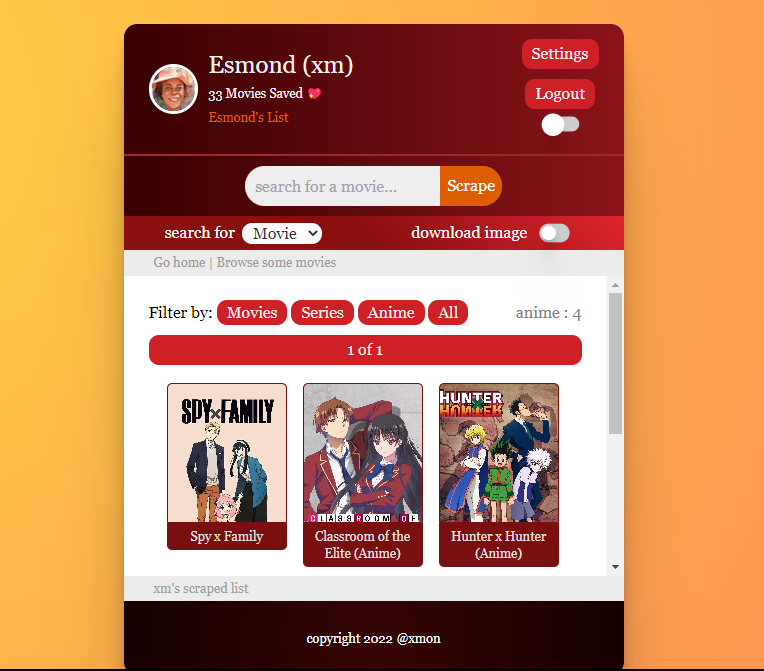 Esmond (xm)
33 Movies Saved 💖
Esmond's List
Settings
Logout
search for a movie...
Scrape
search for Movie
download image
Go home | Browse some movies
Filter by: Movies Series Anime All
anime : 4
1 of 1
SPY×FAMILY
Spy x Family
CLASSROOM OF
Classroom of the
Elite (Anime)
HUNTER
HUNTER
Hunter x Hunter
(Anime)
xm's scraped list
copyright 2022 @xmon